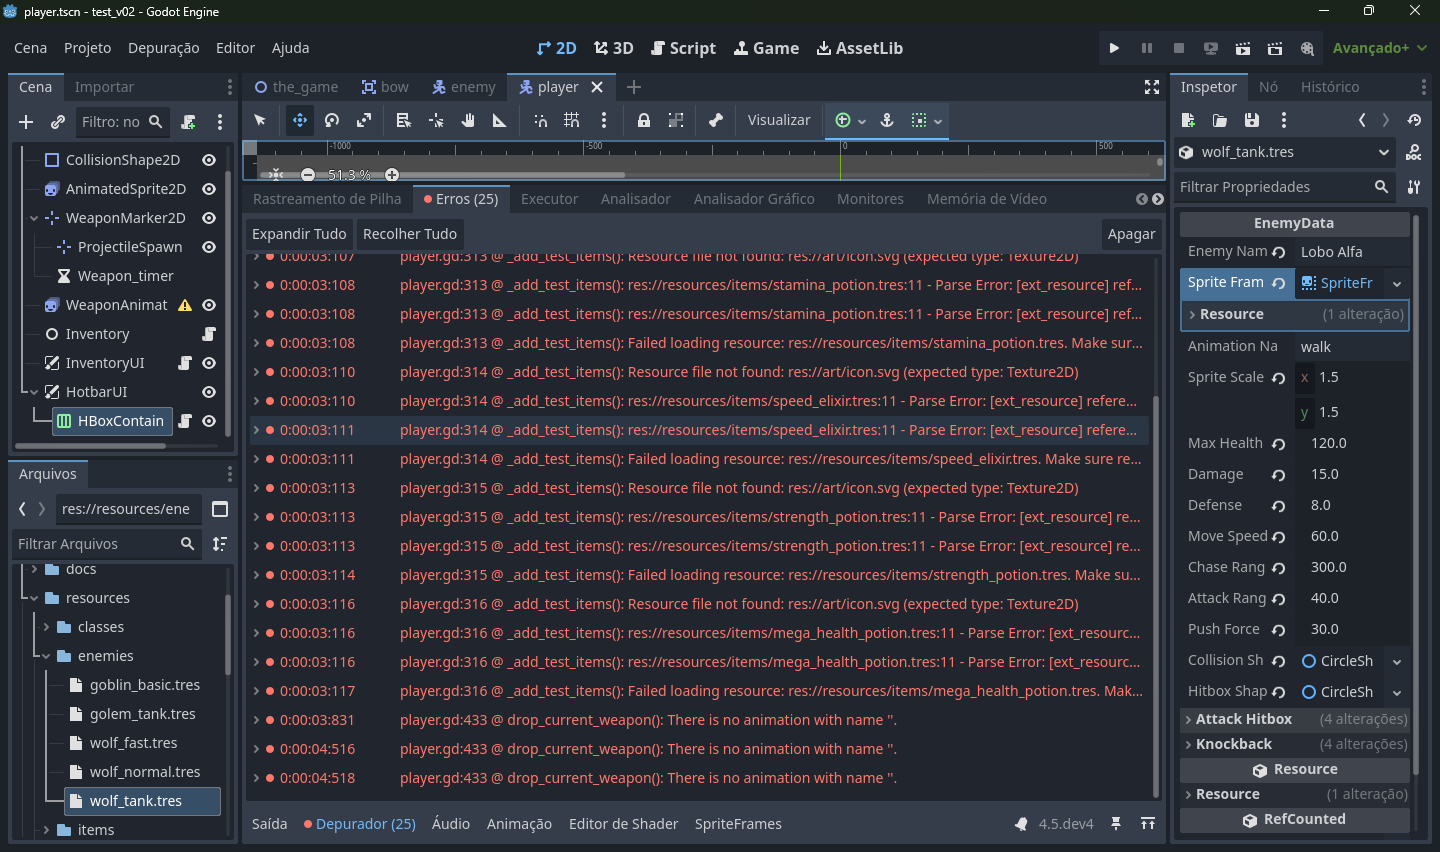 player.tscn - test_v02 - Godot Engine
Cena Projeto Depuração Editor Ajuda
2D 3D Script Game AssetLib
Avançado+
Cena Importar
Filtro: no
CollisionShape2D
AnimatedSprite2D
WeaponMarker2D
ProjectileSpawn
Weapon_timer
WeaponAnimat
Inventory
InventoryUI
HotbarUI
HBoxContain
Arquivos
res://resources/ene
Filtrar Arquivos
docs
resources
classes
enemies
goblin_basic.tres
golem_tank.tres
wolf_fast.tres
wolf_normal.tres
wolf_tank.tres
items
the_game bow enemy player
Visualizar
-1000 -500 0 500
51.3 %
Rastreamento de Pilha Erros (25) Executor Analisador Analisador Gráfico Monitores Memória de Vídeo
Expandir Tudo Recolher Tudo Apagar
0:00:03:107 player.gd:313 @ _add_test_items(): Resource file not found: res://art/icon.svg (expected type: Texture2D)
0:00:03:108 player.gd:313 @ _add_test_items(): res://resources/items/stamina_potion.tres:11 - Parse Error: [ext_resource] ref...
0:00:03:108 player.gd:313 @ _add_test_items(): res://resources/items/stamina_potion.tres:11 - Parse Error: [ext_resource] ref...
0:00:03:108 player.gd:313 @ _add_test_items(): Failed loading resource: res://resources/items/stamina_potion.tres. Make sur...
0:00:03:110 player.gd:314 @ _add_test_items(): Resource file not found: res://art/icon.svg (expected type: Texture2D)
0:00:03:110 player.gd:314 @ _add_test_items(): res://resources/items/speed_elixir.tres:11 - Parse Error: [ext_resource] refere...
0:00:03:111 player.gd:314 @ _add_test_items(): res://resources/items/speed_elixir.tres:11 - Parse Error: [ext_resource] refere...
0:00:03:111 player.gd:314 @ _add_test_items(): Failed loading resource: res://resources/items/speed_elixir.tres. Make sure re...
0:00:03:113 player.gd:315 @ _add_test_items(): Resource file not found: res://art/icon.svg (expected type: Texture2D)
0:00:03:113 player.gd:315 @ _add_test_items(): res://resources/items/strength_potion.tres:11 - Parse Error: [ext_resource] re...
0:00:03:113 player.gd:315 @ _add_test_items(): res://resources/items/strength_potion.tres:11 - Parse Error: [ext_resource] re...
0:00:03:114 player.gd:315 @ _add_test_items(): Failed loading resource: res://resources/items/strength_potion.tres. Make su...
0:00:03:116 player.gd:316 @ _add_test_items(): Resource file not found: res://art/icon.svg (expected type: Texture2D)
0:00:03:116 player.gd:316 @ _add_test_items(): res://resources/items/mega_health_potion.tres:11 - Parse Error: [ext_resourc...
0:00:03:116 player.gd:316 @ _add_test_items(): res://resources/items/mega_health_potion.tres:11 - Parse Error: [ext_resourc...
0:00:03:117 player.gd:316 @ _add_test_items(): Failed loading resource: res://resources/items/mega_health_potion.tres. Mak...
0:00:03:831 player.gd:433 @ drop_current_weapon(): There is no animation with name ''.
0:00:04:516 player.gd:433 @ drop_current_weapon(): There is no animation with name ''.
0:00:04:518 player.gd:433 @ drop_current_weapon(): There is no animation with name ''.
Saída Depurador (25) Áudio Animação Editor de Shader SpriteFrames 4.5.dev4
Inspetor Nó Histórico
wolf_tank.tres
Filtrar Propriedades
EnemyData
Enemy Nam Lobo Alfa
Sprite Fram SpriteFr
Resource (1 alteração)
Animation Na walk
Sprite Scale x 1.5
y 1.5
Max Health 120.0
Damage 15.0
Defense 8.0
Move Speed 60.0
Chase Rang 300.0
Attack Rang 40.0
Push Force 30.0
Collision Sh CircleSh
Hitbox Shap CircleSh
Attack Hitbox (4 alterações)
Knockback (4 alterações)
Resource
Resource (1 alteração)
RefCounted